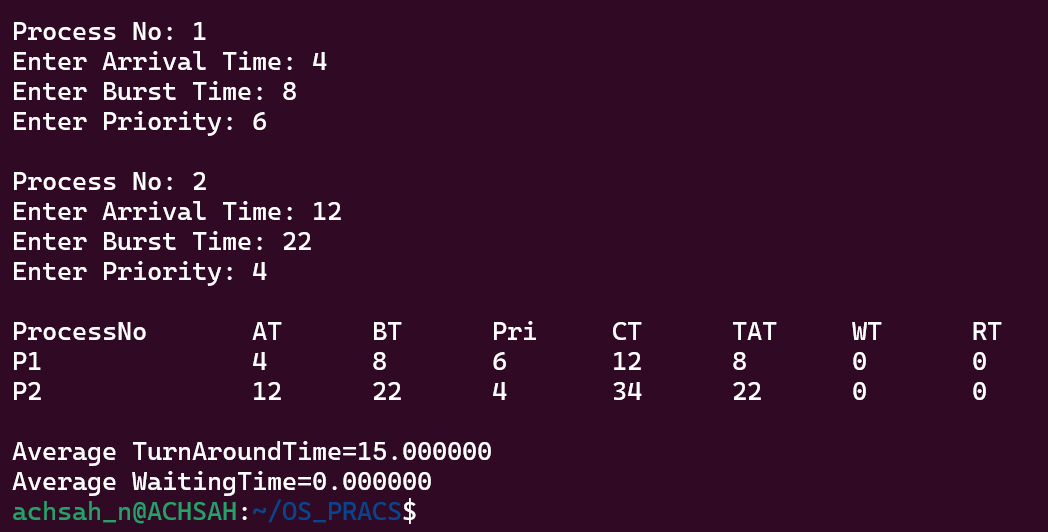 Process No: 1
Enter Arrival Time: 4
Enter Burst Time: 8
Enter Priority: 6
Process No: 2
Enter Arrival Time: 12
Enter Burst Time: 22
Enter Priority: 4
ProcessNo AT BT Pri CT TAT WT RT
P1 4 8 6 12 8 0 0
P2 12 22 4 34 22 0 0
Average TurnAroundTime=15.000000
Average WaitingTime=0.000000
achsah_n@ACHSAH:~/OS_PRACS$